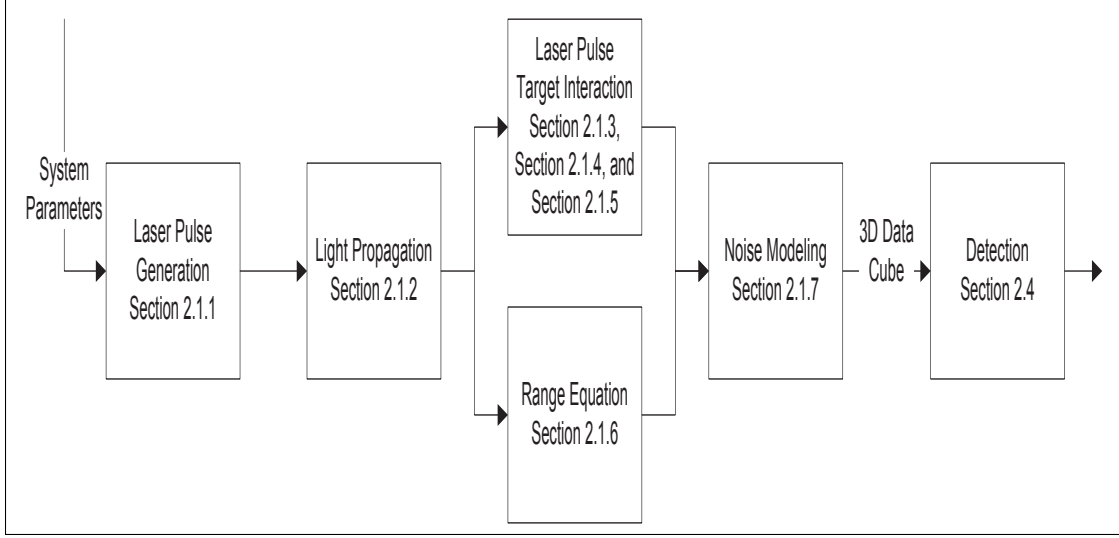 System
Parameters
Laser Pulse
Generation
Section 2.1.1
Light Propagation
Section 2.1.2
Laser Pulse
Target Interaction
Section 2.1.3,
Section 2.1.4, and
Section 2.1.5
Range Equation
Section 2.1.6
Noise Modeling
Section 2.1.7
3D Data
Cube
Detection
Section 2.4